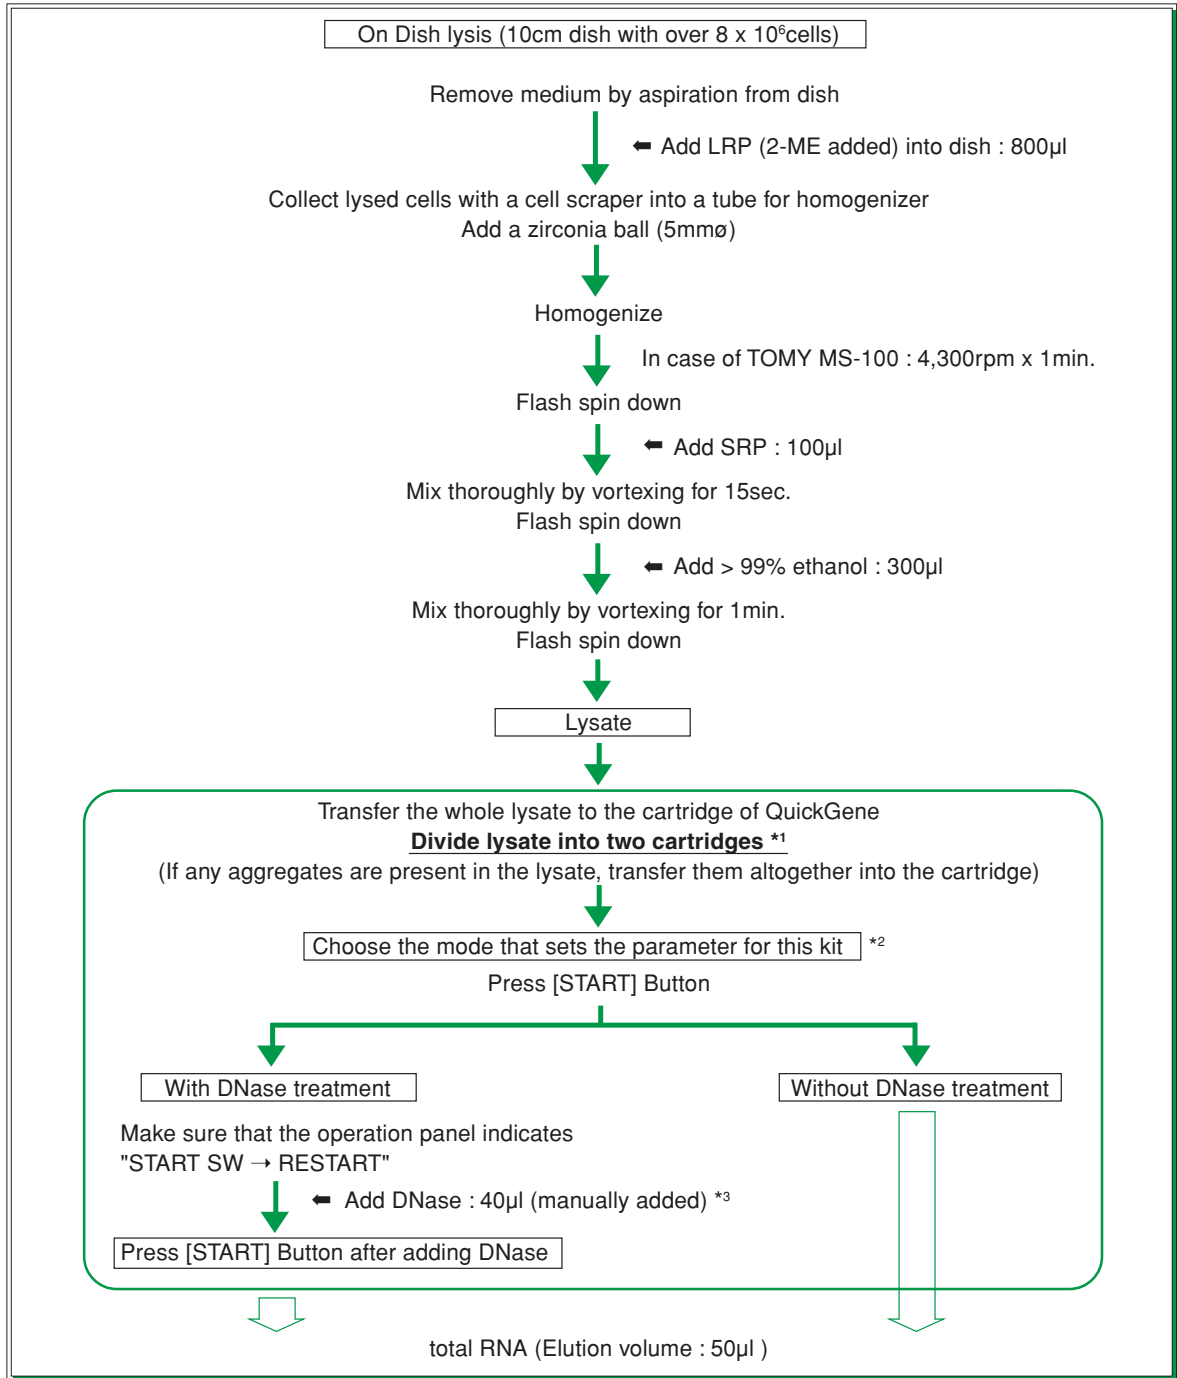 On Dish lysis (10cm dish with over 8 x 10⁶cells)
Remove medium by aspiration from dish
⬅ Add LRP (2-ME added) into dish : 800µl
Collect lysed cells with a cell scraper into a tube for homogenizer
Add a zirconia ball (5mmø)
Homogenize
In case of TOMY MS-100 : 4,300rpm x 1min.
Flash spin down
⬅ Add SRP : 100µl
Mix thoroughly by vortexing for 15sec.
Flash spin down
⬅ Add > 99% ethanol : 300µl
Mix thoroughly by vortexing for 1min.
Flash spin down
Lysate
Transfer the whole lysate to the cartridge of QuickGene
Divide lysate into two cartridges *¹
(If any aggregates are present in the lysate, transfer them altogether into the cartridge)
Choose the mode that sets the parameter for this kit *²
Press [START] Button
With DNase treatment
Without DNase treatment
Make sure that the operation panel indicates
"START SW → RESTART"
⬅ Add DNase : 40µl (manually added) *³
Press [START] Button after adding DNase
total RNA (Elution volume : 50µl )